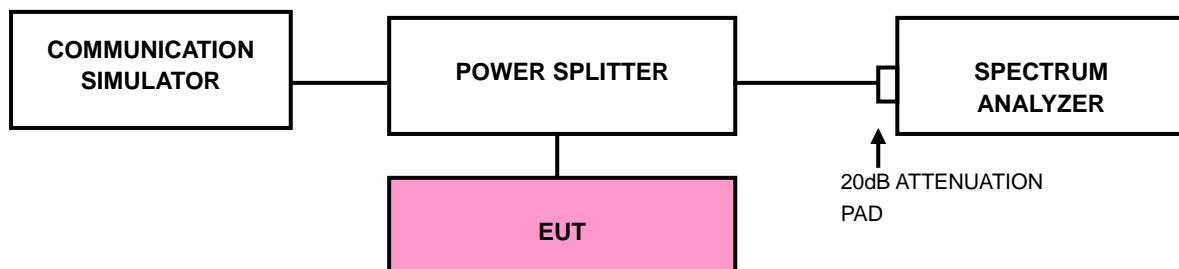 COMMUNICATION
SIMULATOR
POWER SPLITTER
SPECTRUM
ANALYZER
20dB ATTENUATION
PAD
EUT